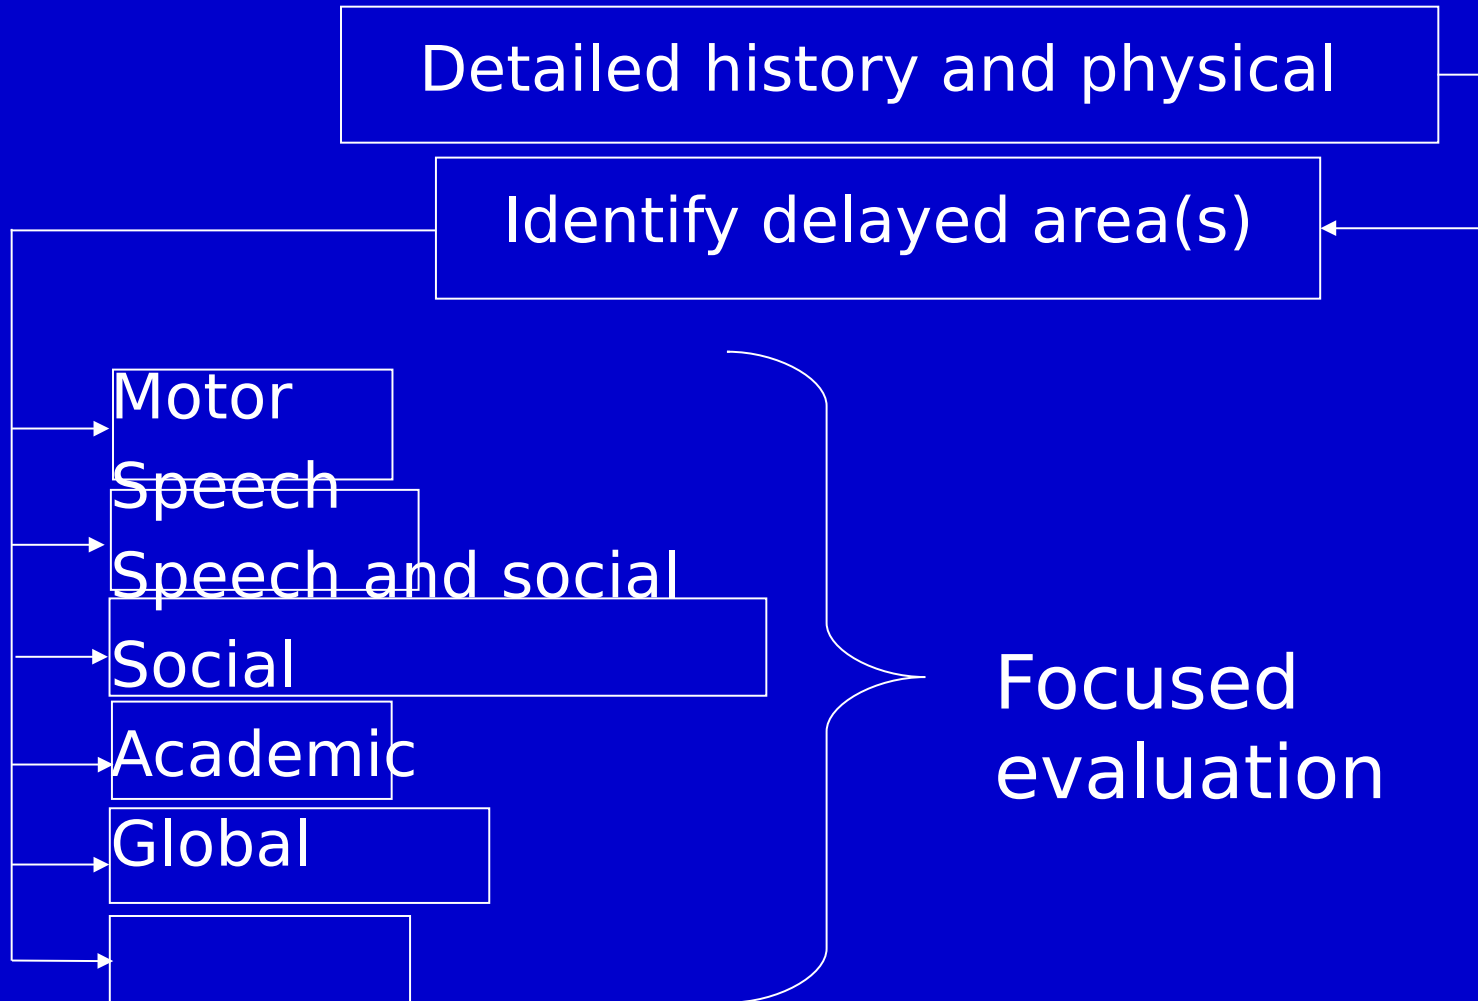 Detailed history and physical
Identify delayed area(s)
Motor
Speech
Speech and social
Social
Academic
Global
Focused
evaluation